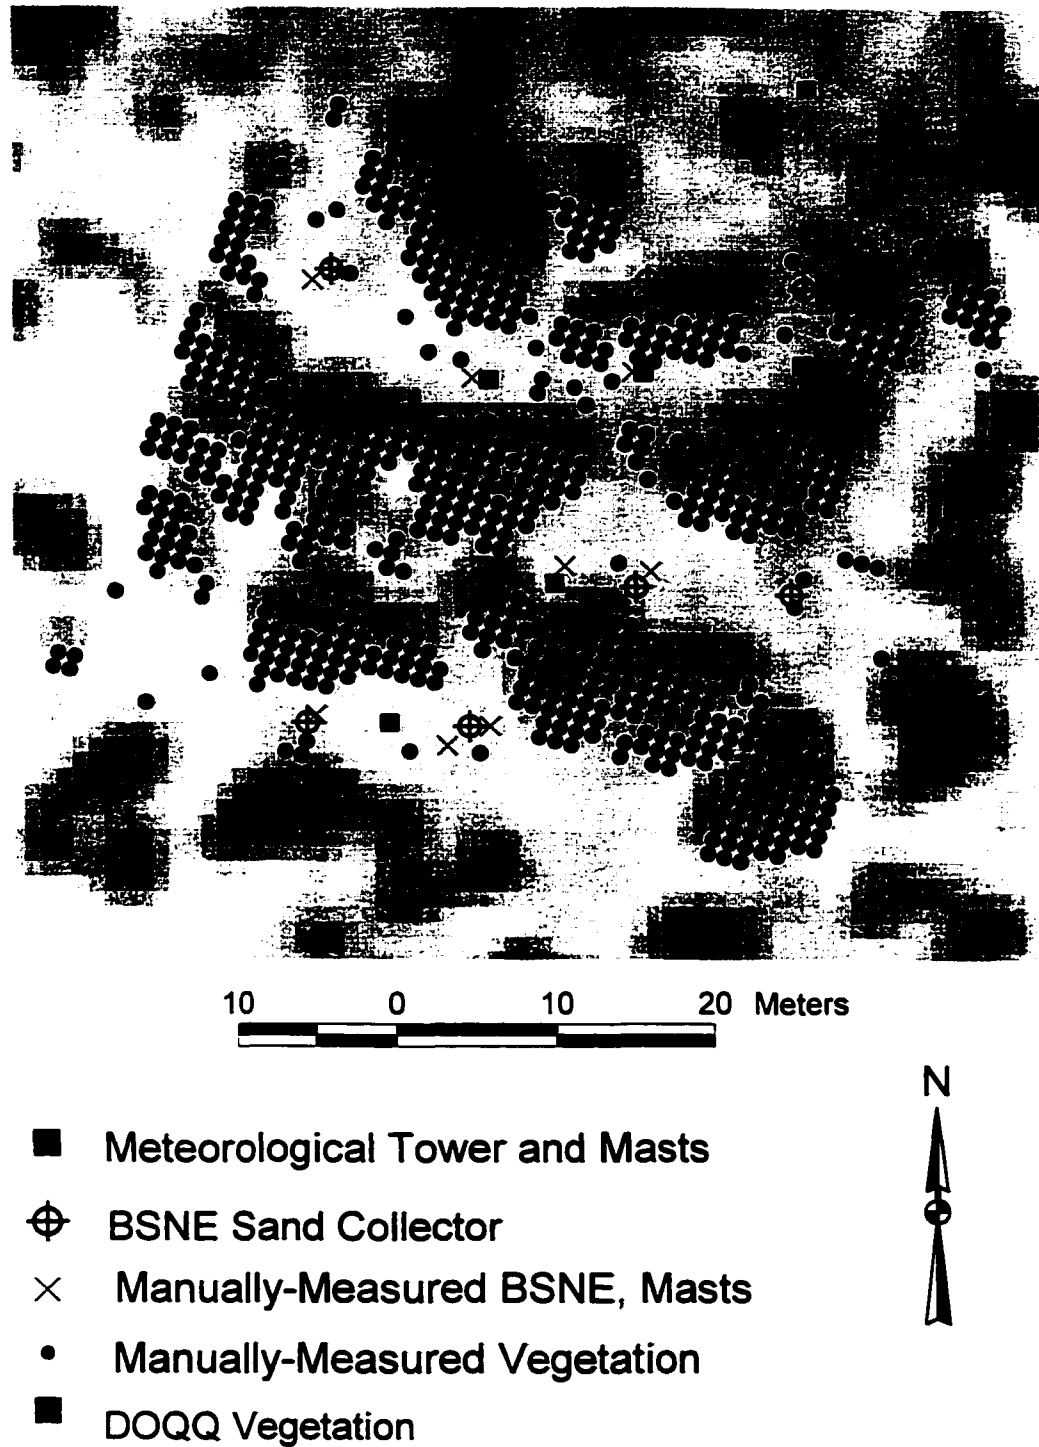 10 0 10 20 Meters
N
Meteorological Tower and Masts
BSNE Sand Collector
Manually-Measured BSNE, Masts
Manually-Measured Vegetation
DOQQ Vegetation